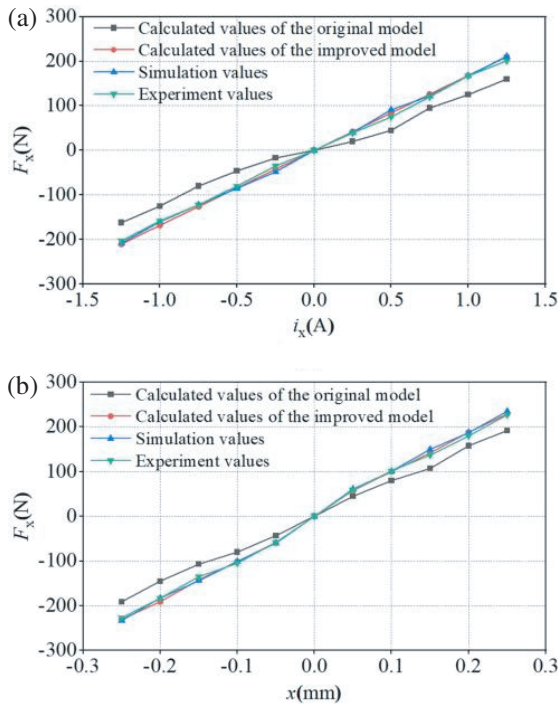 (a)
Calculated values of the original model
Calculated values of the improved model
Simulation values
Experiment values
300
200
100
0
-100
-200
-300
Fx(N)
-1.5 -1.0 -0.5 0.0 0.5 1.0 1.5
ix(A)
(b)
Calculated values of the original model
Calculated values of the improved model
Simulation values
Experiment values
300
200
100
0
-100
-200
-300
Fx(N)
-0.3 -0.2 -0.1 0.0 0.1 0.2 0.3
x(mm)